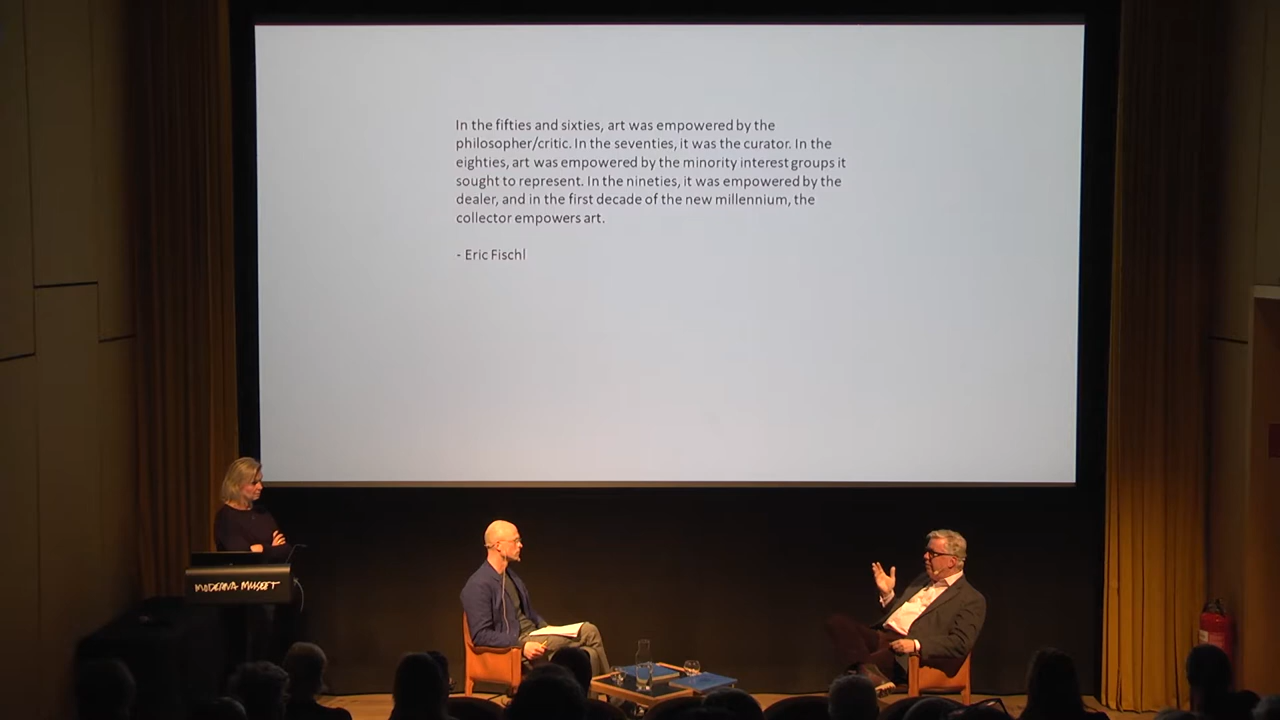 In the fifties and sixties, art was empowered by the
philosopher/critic. In the seventies, it was the curator. In the
eighties, art was empowered by the minority interest groups it
sought to represent. In the nineties, it was empowered by the
dealer, and in the first decade of the new millennium, the
collector empowers art.
- Eric Fischl
MODERNA MUSEET